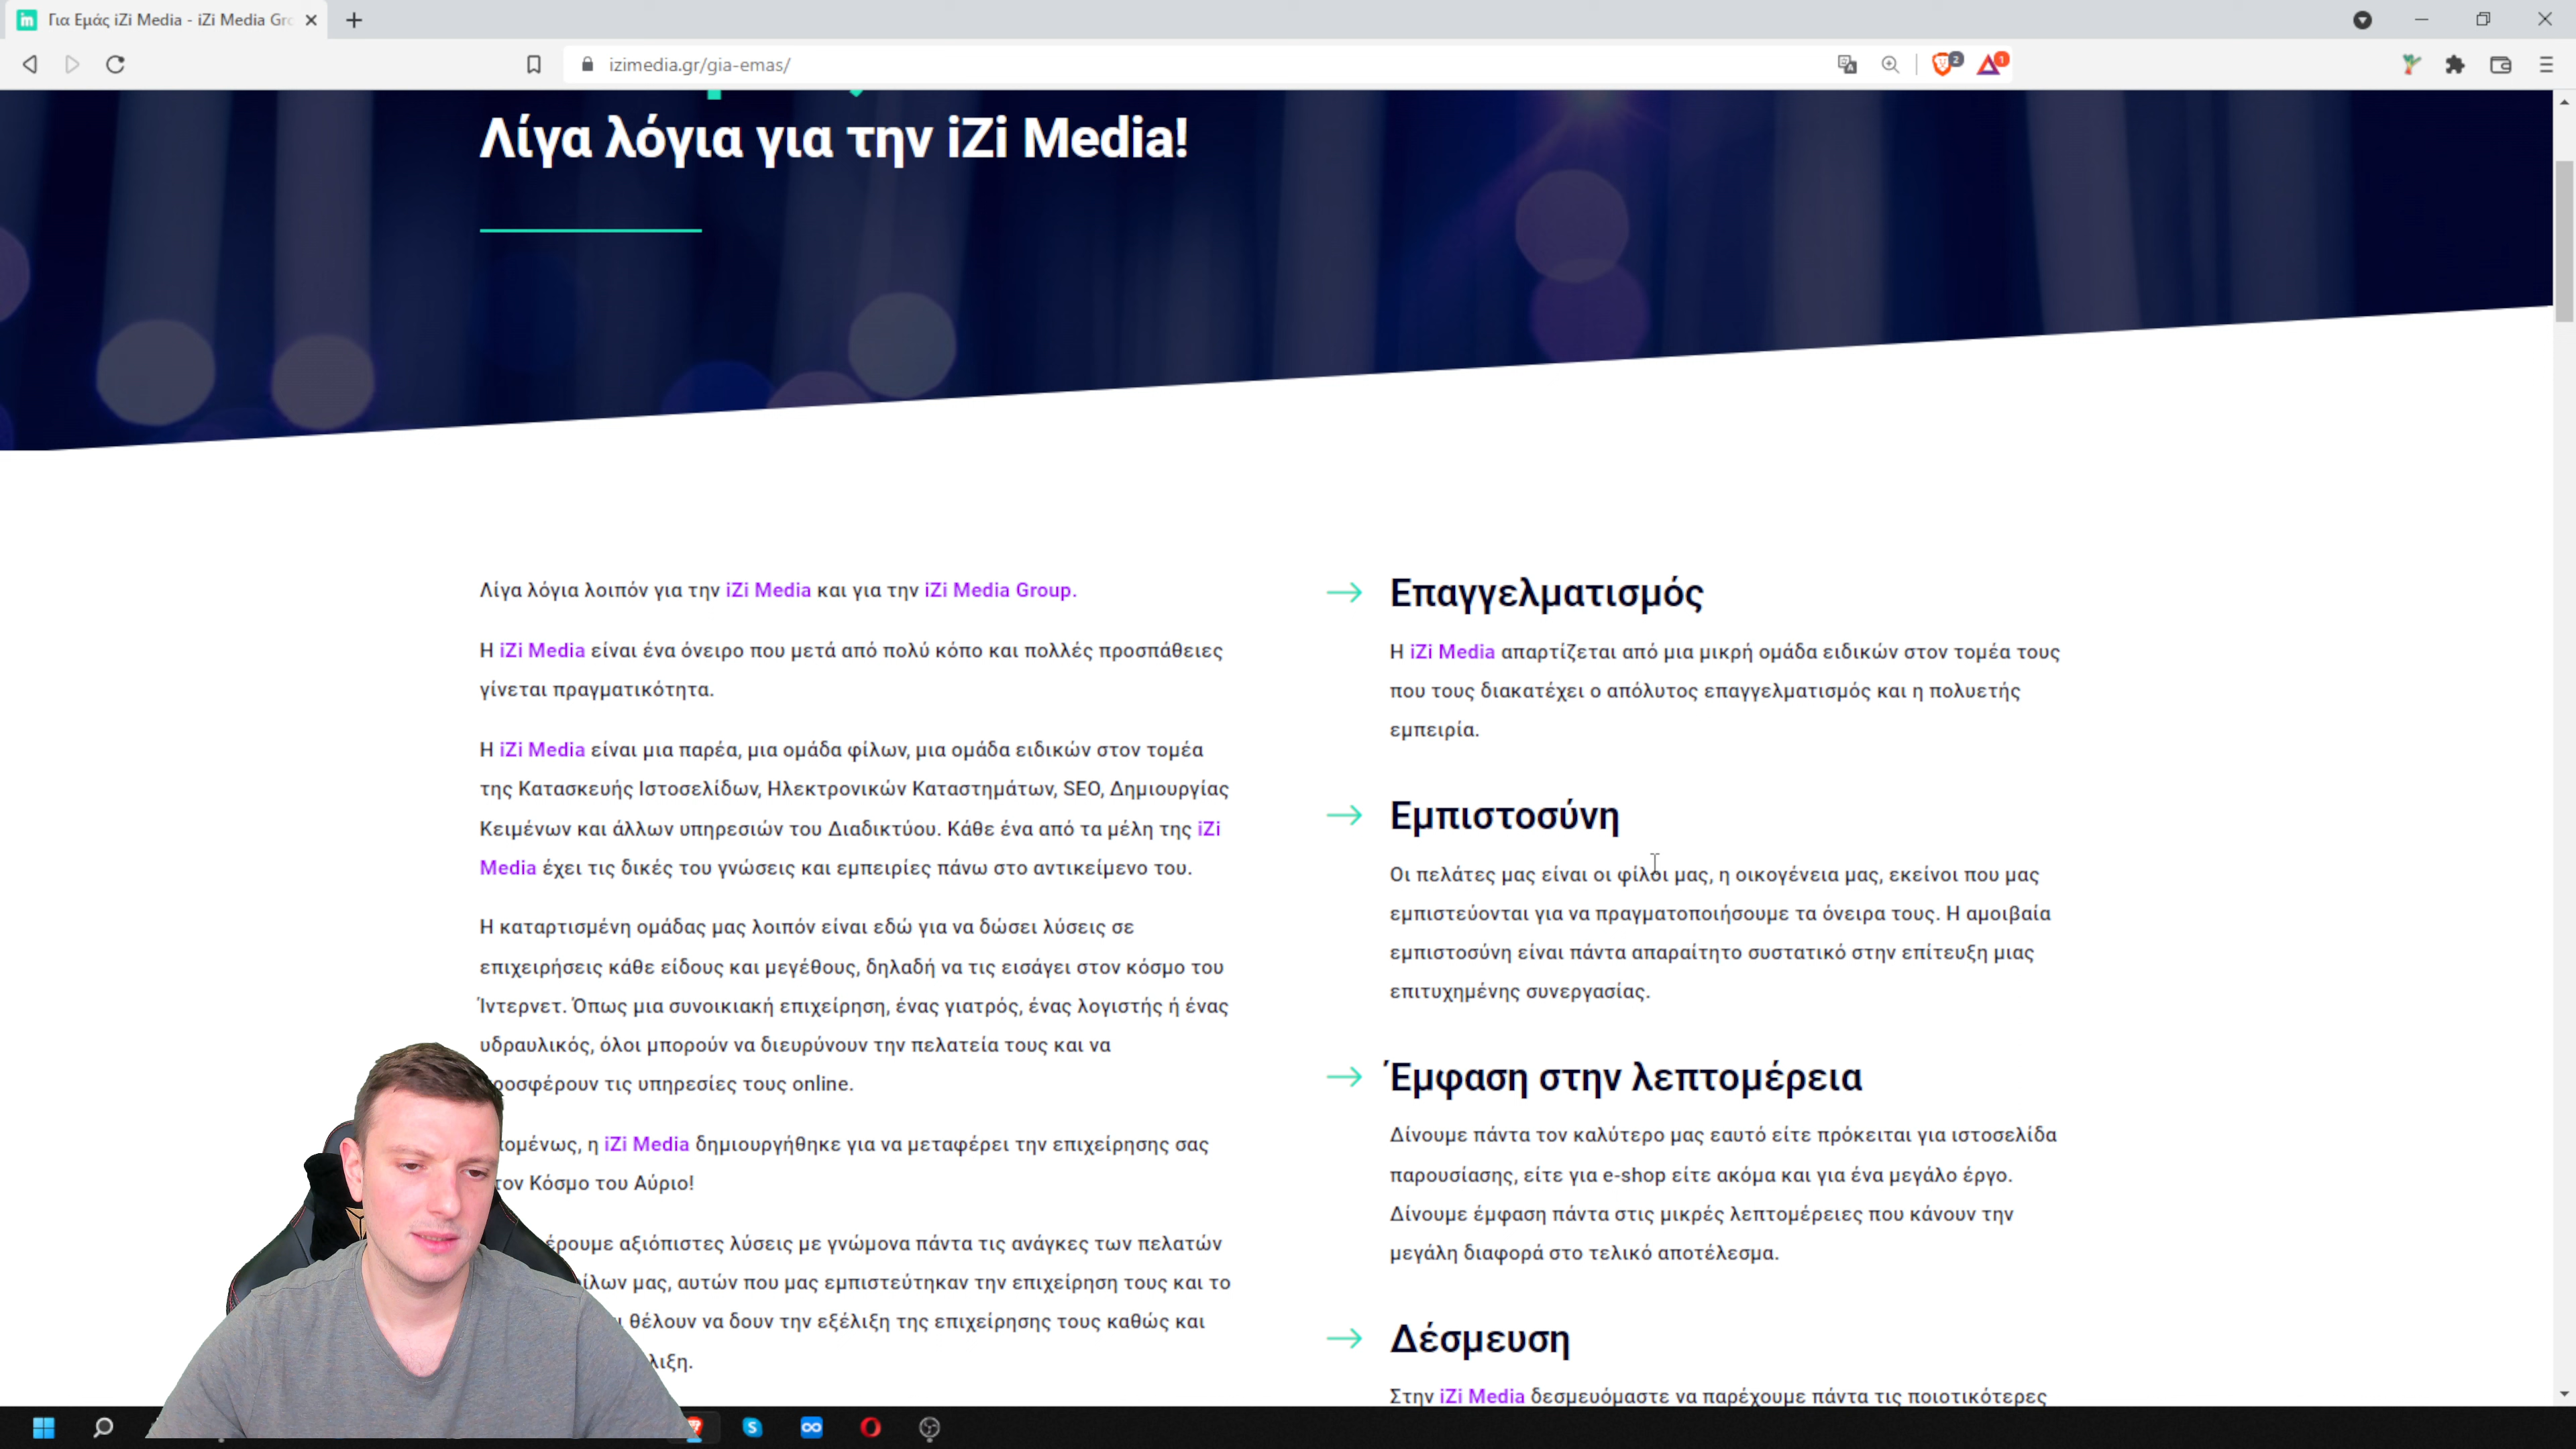 Για Εμάς iZi Media - iZi Media Gr
izimedia.gr/gia-emas/
2
1
Λίγα λόγια για την iZi Media!
Λίγα λόγια λοιπόν για την iZi Media και για την iZi Media Group.
Η iZi Media είναι ένα όνειρο που μετά από πολύ κόπο και πολλές προσπάθειες
γίνεται πραγματικότητα.
Η iZi Media είναι μια παρέα, μια ομάδα φίλων, μια ομάδα ειδικών στον τομέα
της Κατασκευής Ιστοσελίδων, Ηλεκτρονικών Καταστημάτων, SEO, Δημιουργίας
Κειμένων και άλλων υπηρεσιών του Διαδικτύου. Κάθε ένα από τα μέλη της iZi
Media έχει τις δικές του γνώσεις και εμπειρίες πάνω στο αντικείμενο του.
Η καταρτισμένη ομάδας μας λοιπόν είναι εδώ για να δώσει λύσεις σε
επιχειρήσεις κάθε είδους και μεγέθους, δηλαδή να τις εισάγει στον κόσμο του
Ίντερνετ. Όπως μια συνοικιακή επιχείρηση, ένας γιατρός, ένας λογιστής ή ένας
υδραυλικός, όλοι μπορούν να διευρύνουν την πελατεία τους και να
ροσφέρουν τις υπηρεσίες τους online.
ομένως, η iZi Media δημιουργήθηκε για να μεταφέρει την επιχείρησης σας
τον Κόσμο του Αύριο!
έρουμε αξιόπιστες λύσεις με γνώμονα πάντα τις ανάγκες των πελατών
ίλων μας, αυτών που μας εμπιστεύτηκαν την επιχείρηση τους και το
θέλουν να δουν την εξέλιξη της επιχείρησης τους καθώς και
λιξη.
Επαγγελματισμός
Η iZi Media απαρτίζεται από μια μικρή ομάδα ειδικών στον τομέα τους
που τους διακατέχει ο απόλυτος επαγγελματισμός και η πολυετής
εμπειρία.
Εμπιστοσύνη
Οι πελάτες μας είναι οι φίλοι μας, η οικογένεια μας, εκείνοι που μας
εμπιστεύονται για να πραγματοποιήσουμε τα όνειρα τους. Η αμοιβαία
εμπιστοσύνη είναι πάντα απαραίτητο συστατικό στην επίτευξη μιας
επιτυχημένης συνεργασίας.
Έμφαση στην λεπτομέρεια
Δίνουμε πάντα τον καλύτερο μας εαυτό είτε πρόκειται για ιστοσελίδα
παρουσίασης, είτε για e-shop είτε ακόμα και για ένα μεγάλο έργο.
Δίνουμε έμφαση πάντα στις μικρές λεπτομέρειες που κάνουν την
μεγάλη διαφορά στο τελικό αποτέλεσμα.
Δέσμευση
Στην iZi Media δεσμευόμαστε να παρέχουμε πάντα τις ποιοτικότερες